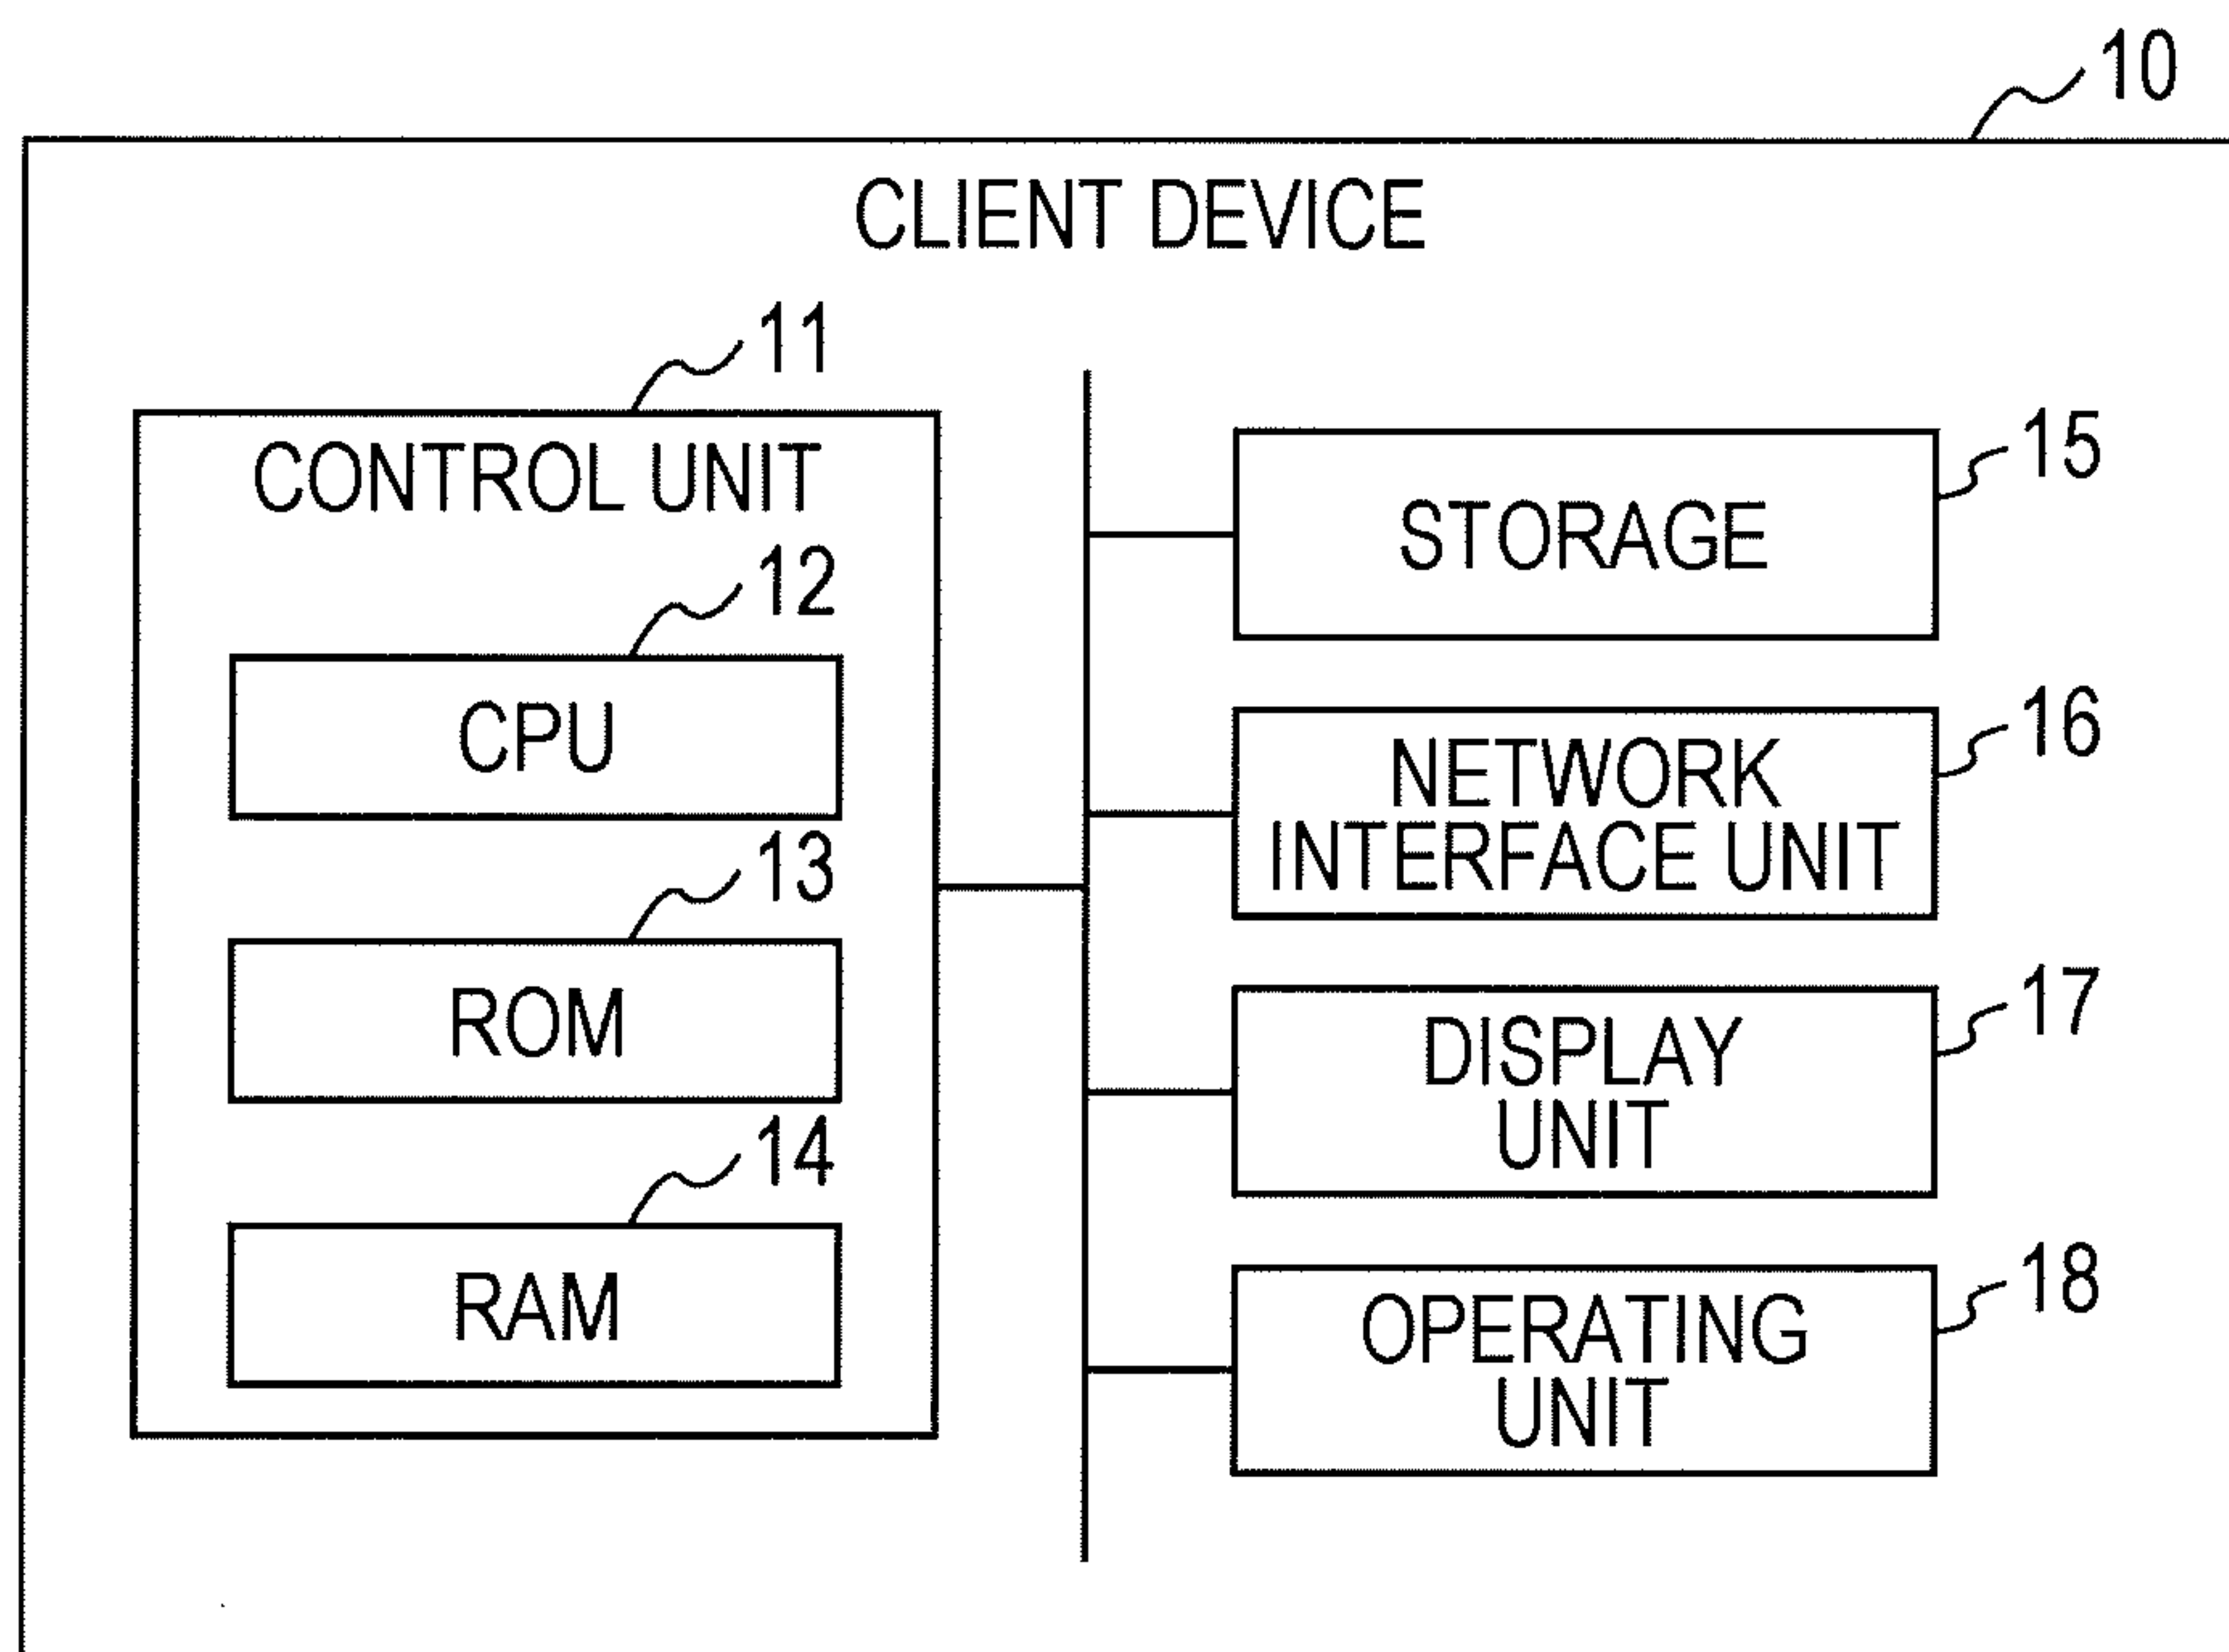 10
CLIENT DEVICE
11
CONTROL UNIT
12
CPU
13
ROM
14
RAM
15
STORAGE
16
NETWORK
INTERFACE UNIT
17
DISPLAY
UNIT
18
OPERATING
UNIT